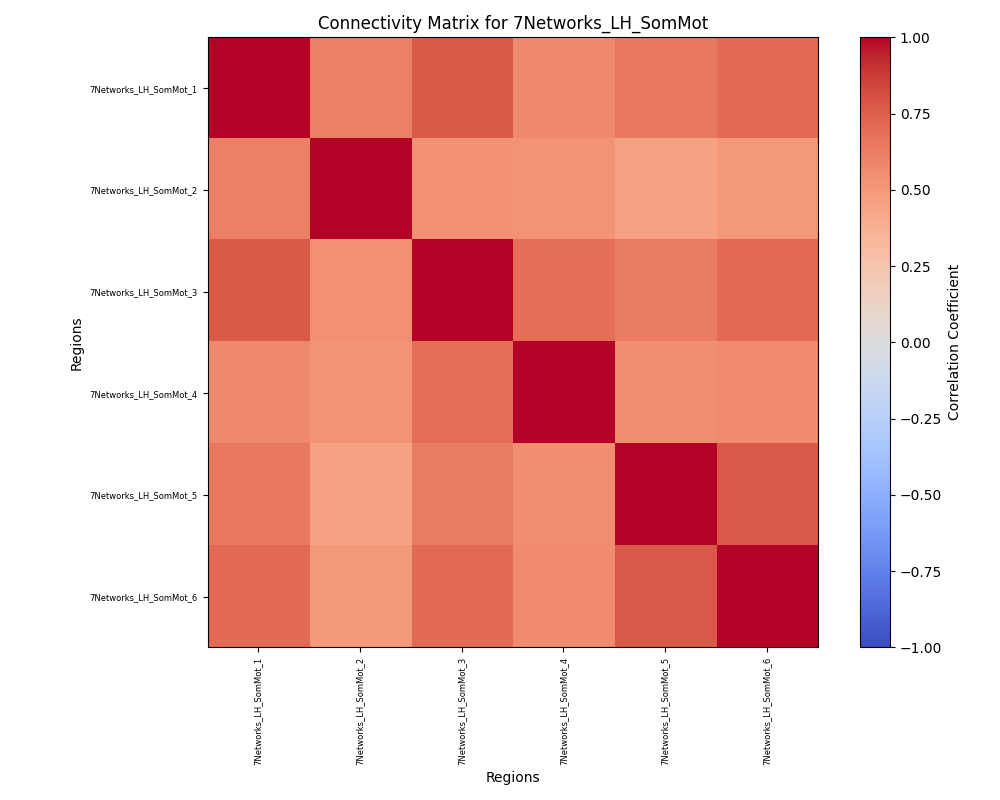 Connectivity Matrix for 7Networks_LH_SomMot
7Networks_LH_SomMot_1
7Networks_LH_SomMot_2
7Networks_LH_SomMot_3
7Networks_LH_SomMot_4
7Networks_LH_SomMot_5
7Networks_LH_SomMot_6
Regions
7Networks_LH_SomMot_1
7Networks_LH_SomMot_2
7Networks_LH_SomMot_3
7Networks_LH_SomMot_4
7Networks_LH_SomMot_5
7Networks_LH_SomMot_6
Regions
1.00
0.75
0.50
0.25
0.00
−0.25
−0.50
−0.75
−1.00
Correlation Coefficient